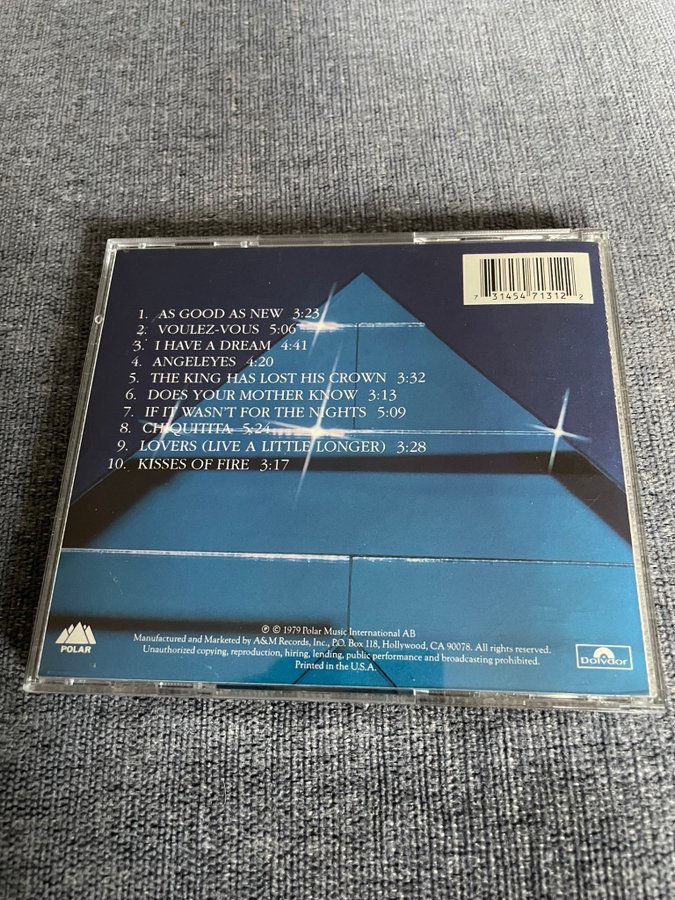 7 31454 71312 2
1. AS GOOD AS NEW 3:23
2. VOULEZ-VOUS 5:06
3. I HAVE A DREAM 4:41
4. ANGELEYES 4:20
5. THE KING HAS LOST HIS CROWN 3:32
6. DOES YOUR MOTHER KNOW 3:13
7. IF IT WASN'T FOR THE NIGHTS 5:09
8. CHIQUITITA 5:24
9. LOVERS (LIVE A LITTLE LONGER) 3:28
10. KISSES OF FIRE 3:17
℗ © 1979 Polar Music International AB
Manufactured and Marketed by A&M Records, Inc., P.O. Box 118, Hollywood, CA 90078. All rights reserved.
Unauthorized copying, reproduction, hiring, lending, public performance and broadcasting prohibited.
Printed in the U.S.A.
POLAR
Polydor